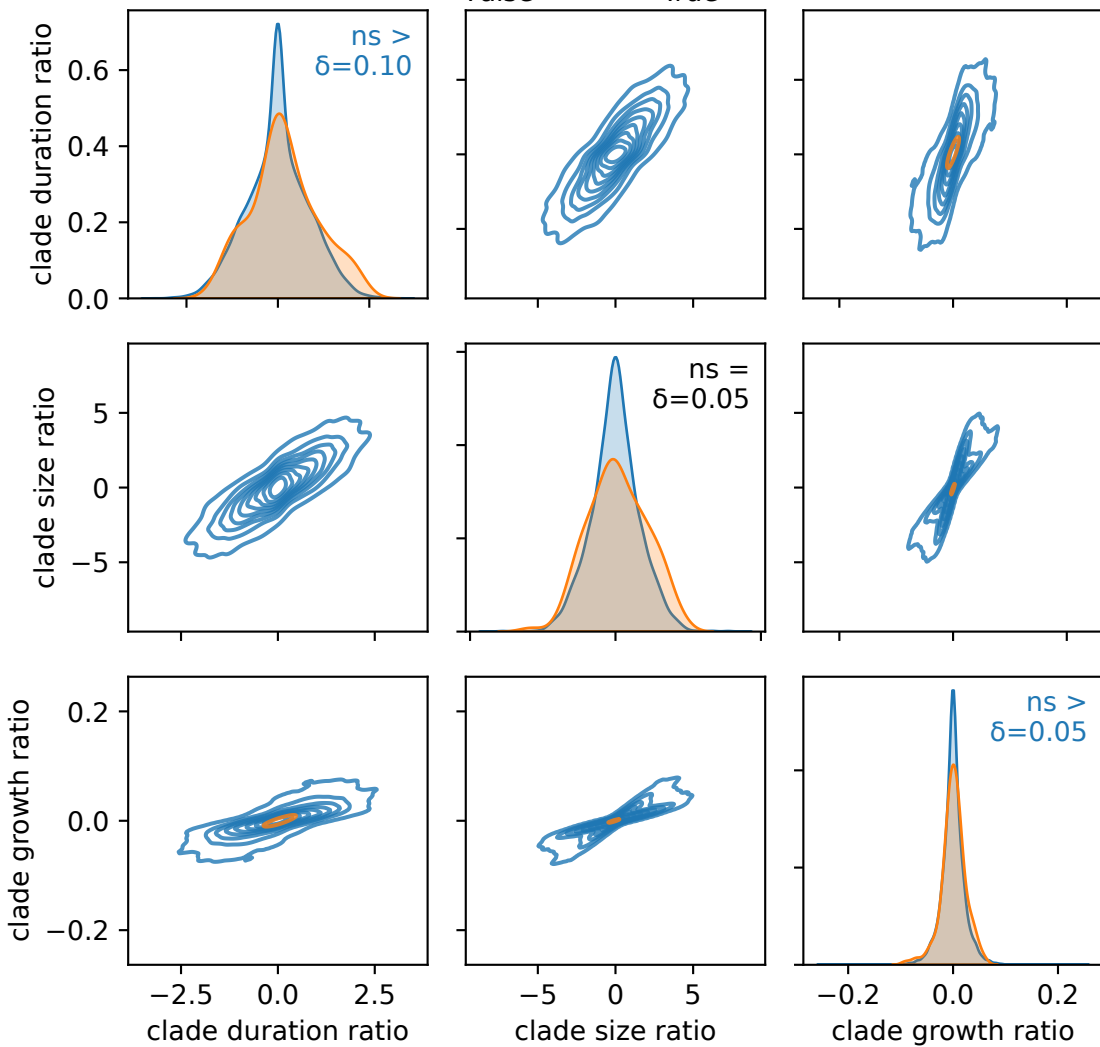 clade duration ratio
0.6
0.4
0.2
0.0
ns >
δ=0.10
clade size ratio
5
0
−5
ns =
δ=0.05
clade growth ratio
0.2
0.0
−0.2
ns >
δ=0.05
−2.5 0.0 2.5
−5 0 5
−0.2 0.0 0.2
clade duration ratio
clade size ratio
clade growth ratio